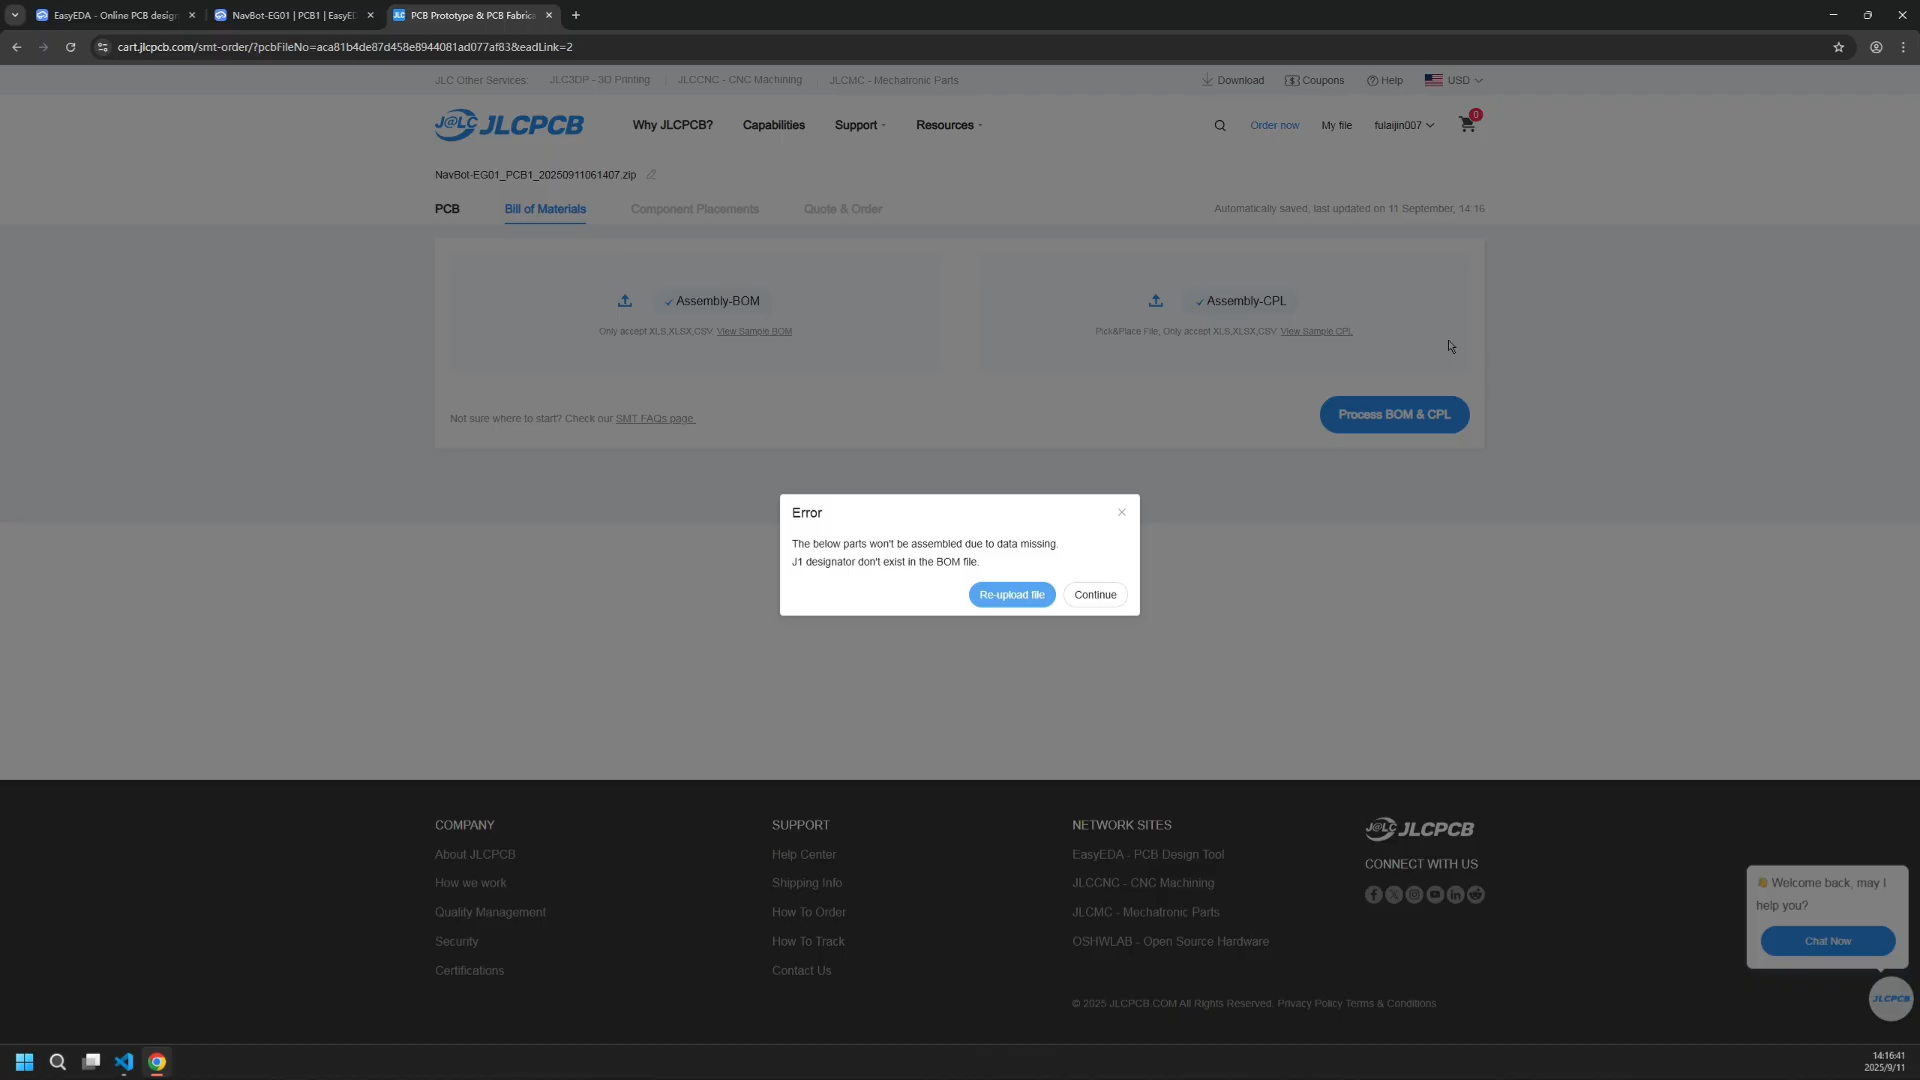 EasyEDA - Online PCB design
NavBot-EG01 | PCB1 | EasyED
PCB Prototype & PCB Fabrica
cart.jlcpcb.com/smt-order/?pcbFileNo=aca81b4de87d458e8944081ad077af83&eadLink=2
JLC Other Services: JLC3DP - 3D Printing JLCCNC - CNC Machining JLCMC - Mechatronic Parts
Download Coupons Help USD
J@LC JLCPCB Why JLCPCB? Capabilities Support Resources Order now My file fulaijin007 0
NavBot-EG01_PCB1_20250911061407.zip
PCB Bill of Materials Component Placements Quote & Order Automatically saved, last updated on 11 September, 14:16
Assembly-BOM
Only accept XLS,XLSX,CSV. View Sample BOM
Assembly-CPL
Pick&Place File, Only accept XLS,XLSX,CSV. View Sample CPL
Not sure where to start? Check our SMT FAQs page.
Process BOM & CPL
Error
The below parts won't be assembled due to data missing.
J1 designator don't exist in the BOM file.
Re-upload file Continue
COMPANY
About JLCPCB
How we work
Quality Management
Security
Certifications
SUPPORT
Help Center
Shipping Info
How To Order
How To Track
Contact Us
NETWORK SITES
EasyEDA - PCB Design Tool
JLCCNC - CNC Machining
JLCMC - Mechatronic Parts
OSHWLAB - Open Source Hardware
J@LC JLCPCB
CONNECT WITH US
© 2025 JLCPCB.COM All Rights Reserved. Privacy Policy Terms & Conditions
👋 Welcome back, may I
help you?
Chat Now
JLCPCB
14:16:41
2025/9/11